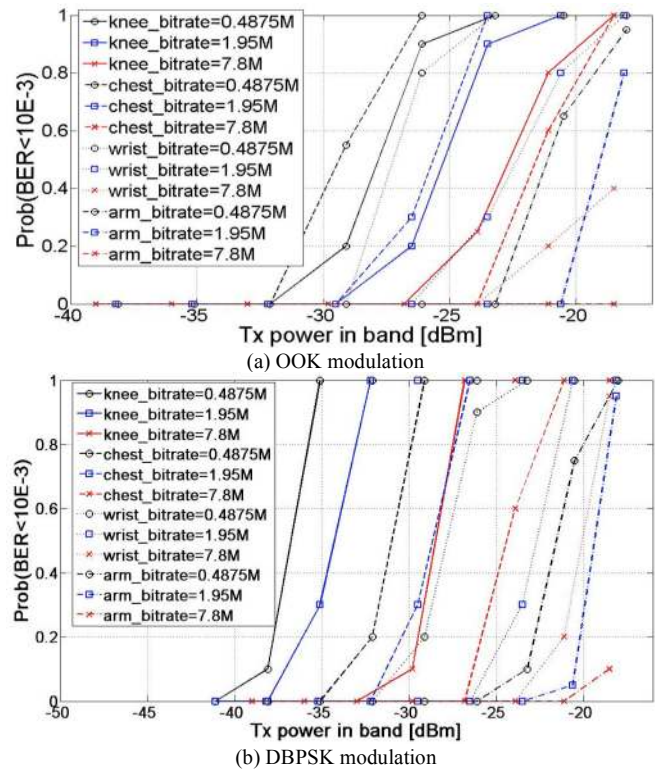 Prob(BER<10E-3)
1
0.8
0.6
0.4
0.2
0
knee_bitrate=0.4875M
knee_bitrate=1.95M
knee_bitrate=7.8M
chest_bitrate=0.4875M
chest_bitrate=1.95M
chest_bitrate=7.8M
wrist_bitrate=0.4875M
wrist_bitrate=1.95M
wrist_bitrate=7.8M
arm_bitrate=0.4875M
arm_bitrate=1.95M
arm_bitrate=7.8M
-40 -35 -30 -25 -20
Tx power in band [dBm]
(a) OOK modulation
Prob(BER<10E-3)
1
0.8
0.6
0.4
0.2
0
knee_bitrate=0.4875M
knee_bitrate=1.95M
knee_bitrate=7.8M
chest_bitrate=0.4875M
chest_bitrate=1.95M
chest_bitrate=7.8M
wrist_bitrate=0.4875M
wrist_bitrate=1.95M
wrist_bitrate=7.8M
arm_bitrate=0.4875M
arm_bitrate=1.95M
arm_bitrate=7.8M
-50 -45 -40 -35 -30 -25 -20
Tx power in band [dBm]
(b) DBPSK modulation